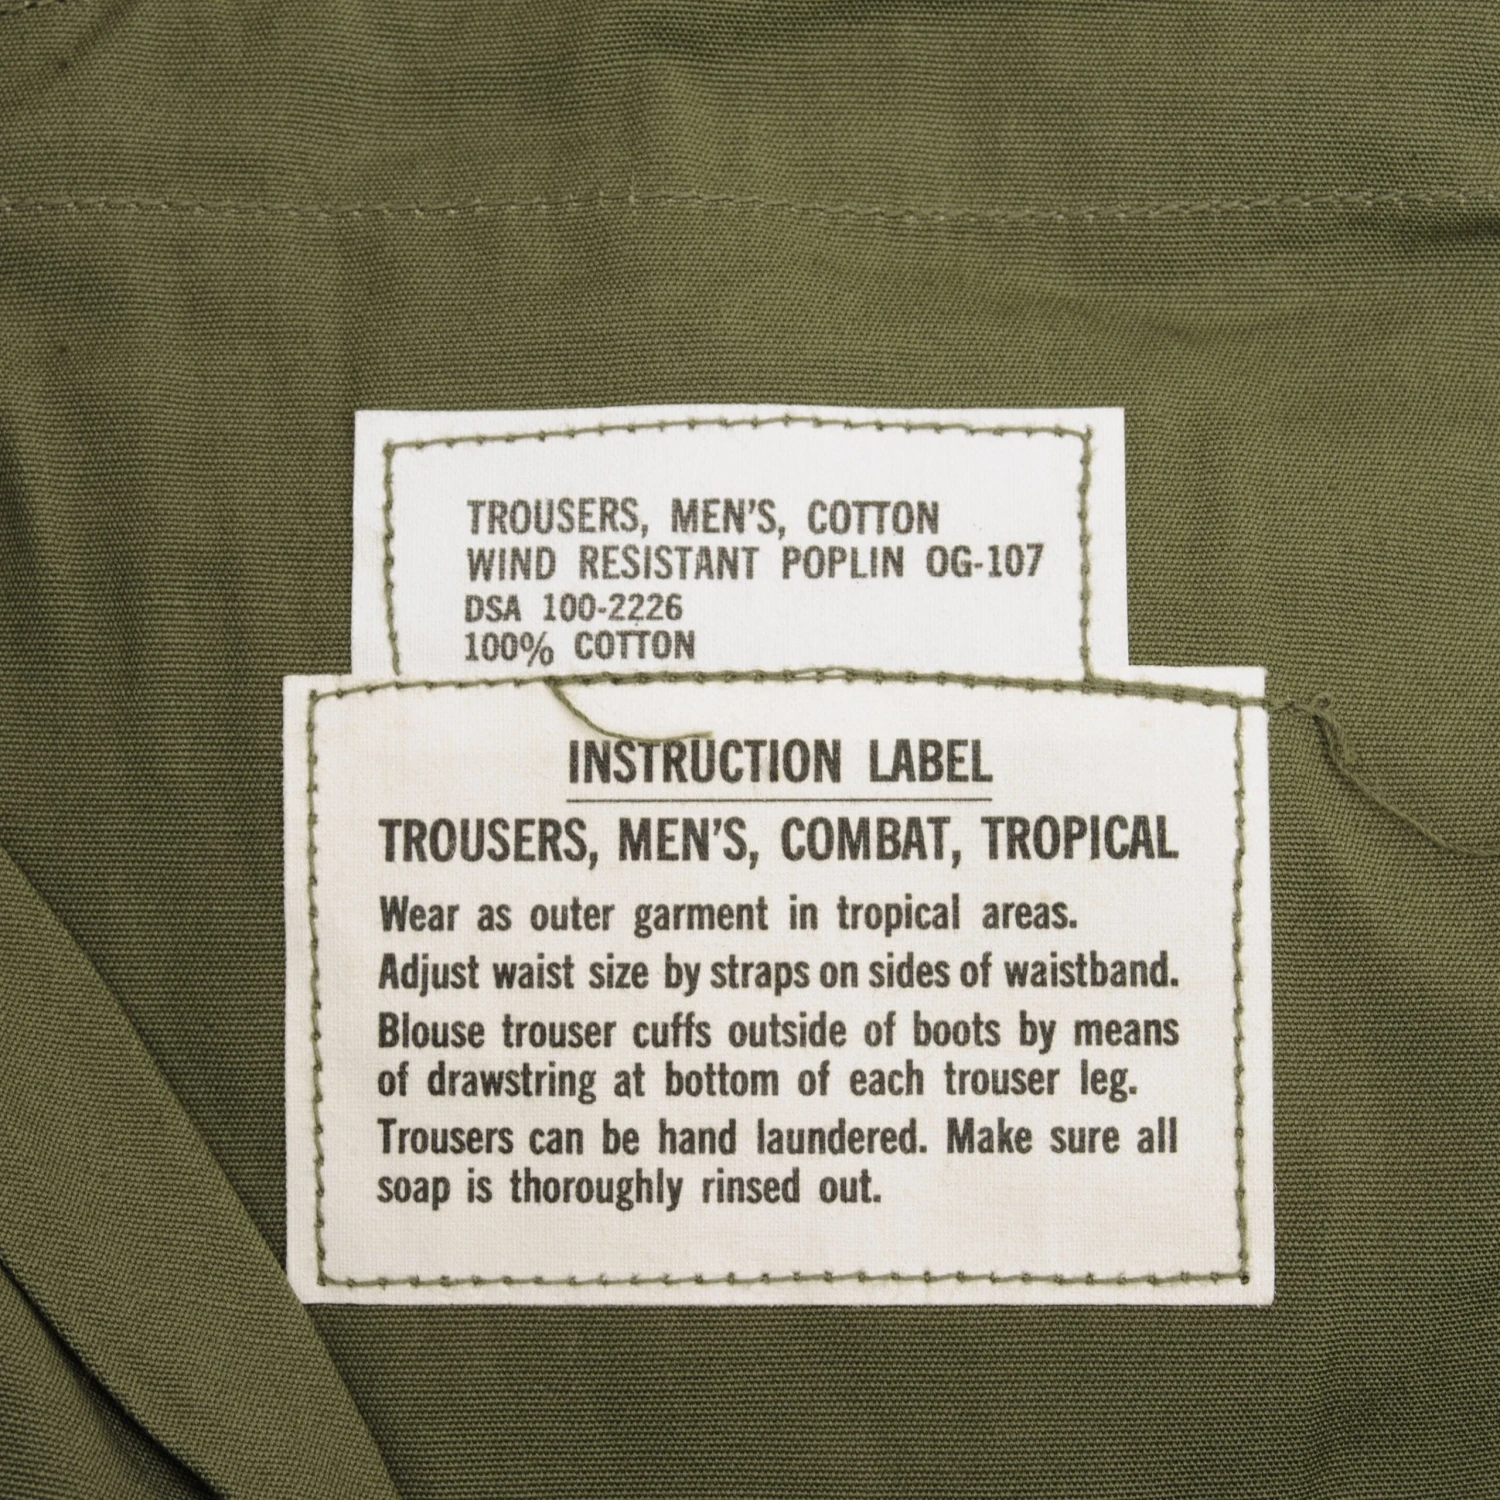 TROUSERS, MEN'S, COTTON
WIND RESISTANT POPLIN OG-107
DSA 100-2226
100% COTTON
INSTRUCTION LABEL
TROUSERS, MEN'S, COMBAT, TROPICAL
Wear as outer garment in tropical areas.
Adjust waist size by straps on sides of waistband.
Blouse trouser cuffs outside of boots by means
of drawstring at bottom of each trouser leg.
Trousers can be hand laundered. Make sure all
soap is thoroughly rinsed out.